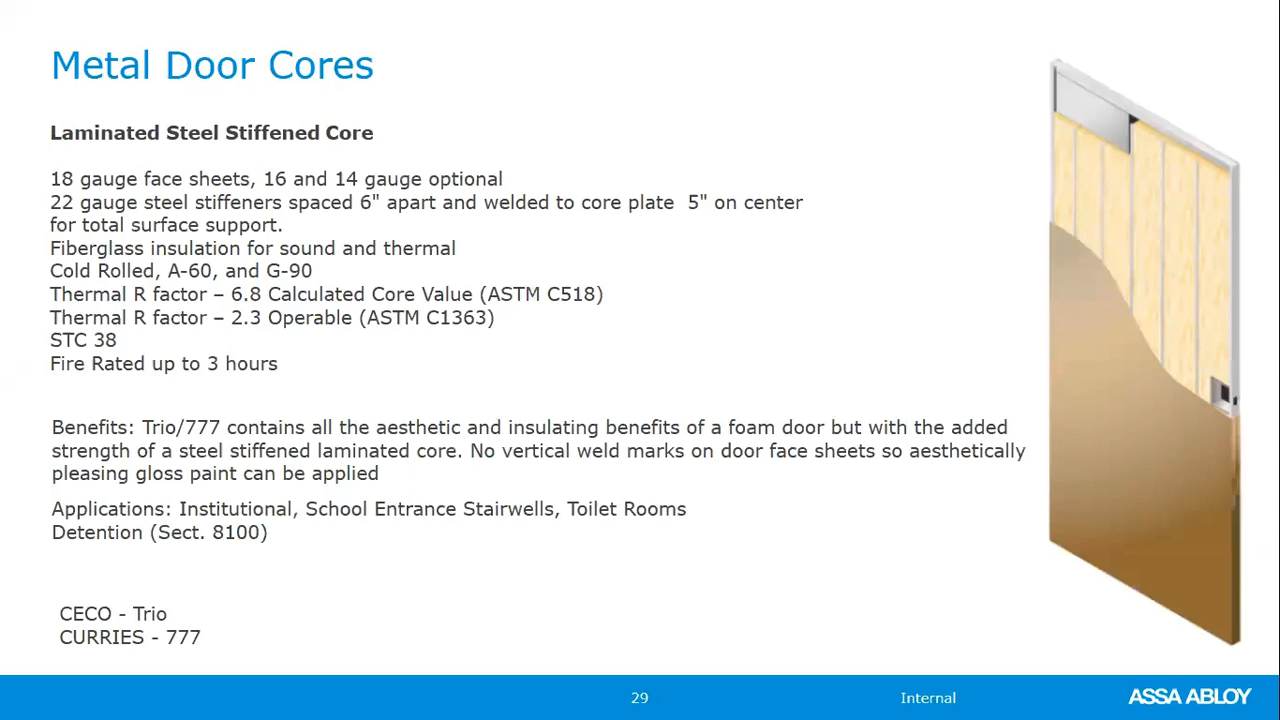 Metal Door Cores
Laminated Steel Stiffened Core
18 gauge face sheets, 16 and 14 gauge optional
22 gauge steel stiffeners spaced 6" apart and welded to core plate  5" on center
for total surface support.
Fiberglass insulation for sound and thermal
Cold Rolled, A-60, and G-90
Thermal R factor – 6.8 Calculated Core Value (ASTM C518)
Thermal R factor – 2.3 Operable (ASTM C1363)
STC 38
Fire Rated up to 3 hours
Benefits: Trio/777 contains all the aesthetic and insulating benefits of a foam door but with the added
strength of a steel stiffened laminated core. No vertical weld marks on door face sheets so aesthetically
pleasing gloss paint can be applied
Applications: Institutional, School Entrance Stairwells, Toilet Rooms
Detention (Sect. 8100)
CECO - Trio
CURRIES - 777
29
Internal
ASSA ABLOY